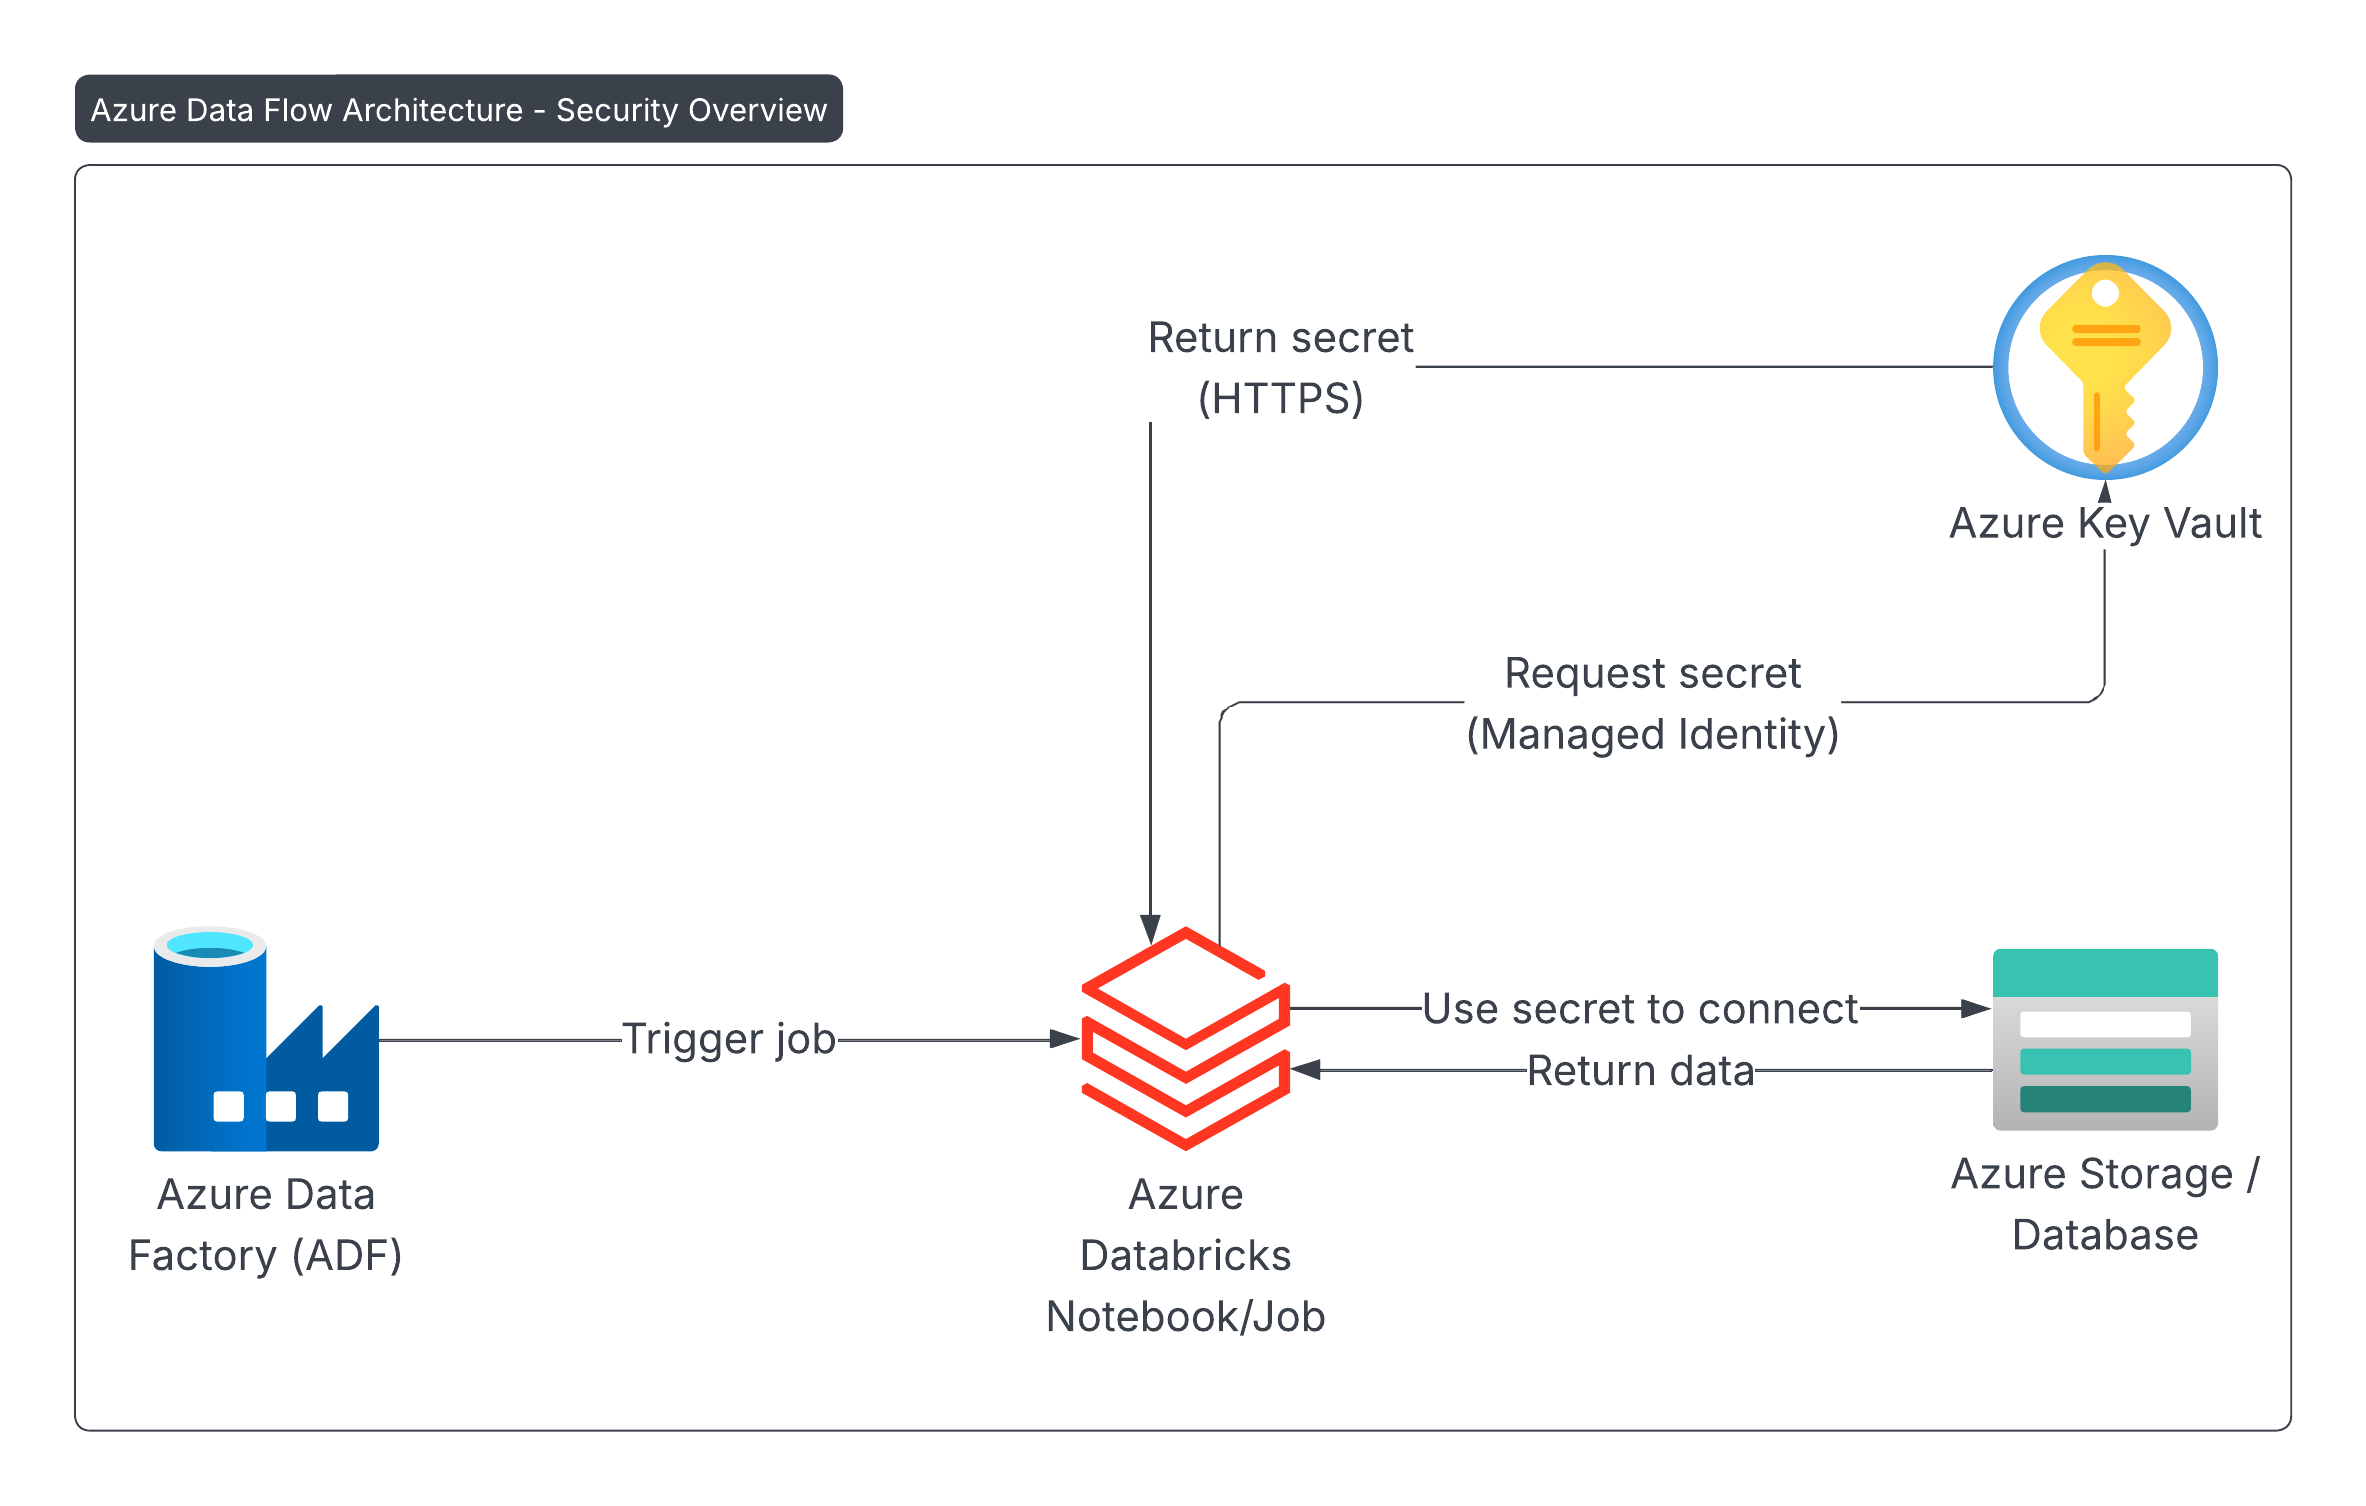 Azure Data Flow Architecture - Security Overview
Return secret
(HTTPS)
Azure Key Vault
Request secret
(Managed Identity)
Trigger job
Use secret to connect
Return data
Azure Data
Factory (ADF)
Azure
Databricks
Notebook/Job
Azure Storage /
Database